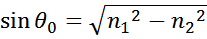 sin θ₀ = √(n₁² − n₂²)